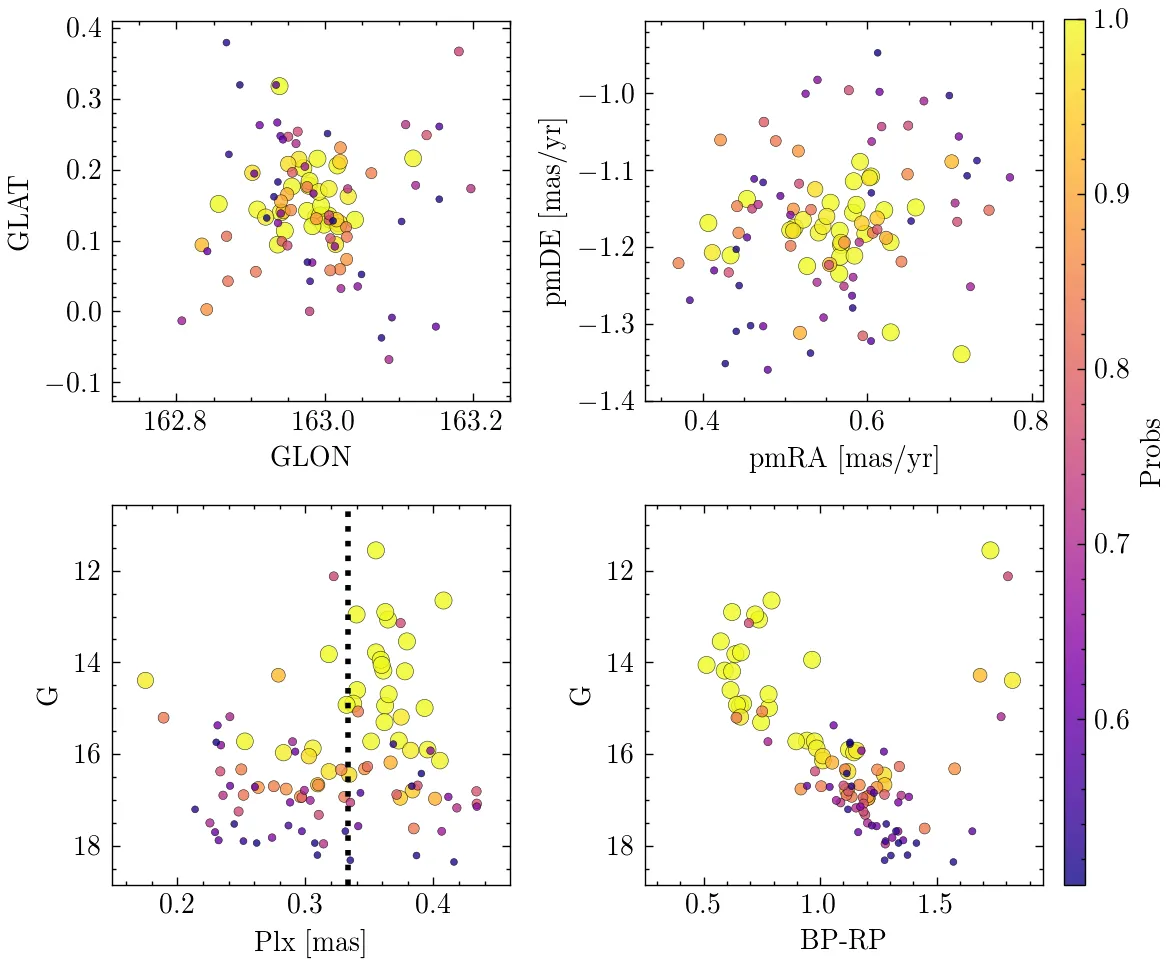 0.4
0.3
0.2
0.1
0.0
−0.1
GLAT
162.8 163.0 163.2
GLON
−1.0
−1.1
−1.2
−1.3
−1.4
pmDE [mas/yr]
0.4 0.6 0.8
pmRA [mas/yr]
12
14
16
18
G
0.2 0.3 0.4
Plx [mas]
12
14
16
18
G
0.5 1.0 1.5
BP-RP
1.0
0.9
0.8
0.7
0.6
Probs